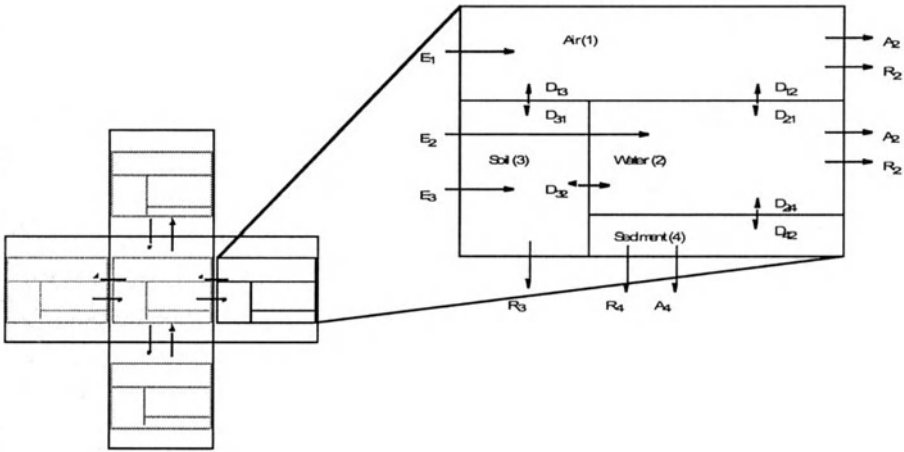 Air (1)
A2
E1
R2
D13
D12
D31
D21
E2
A2
Soil (3)
Water (2)
R2
E3
D32
D24
Sediment (4)
D42
R3
R4
A4